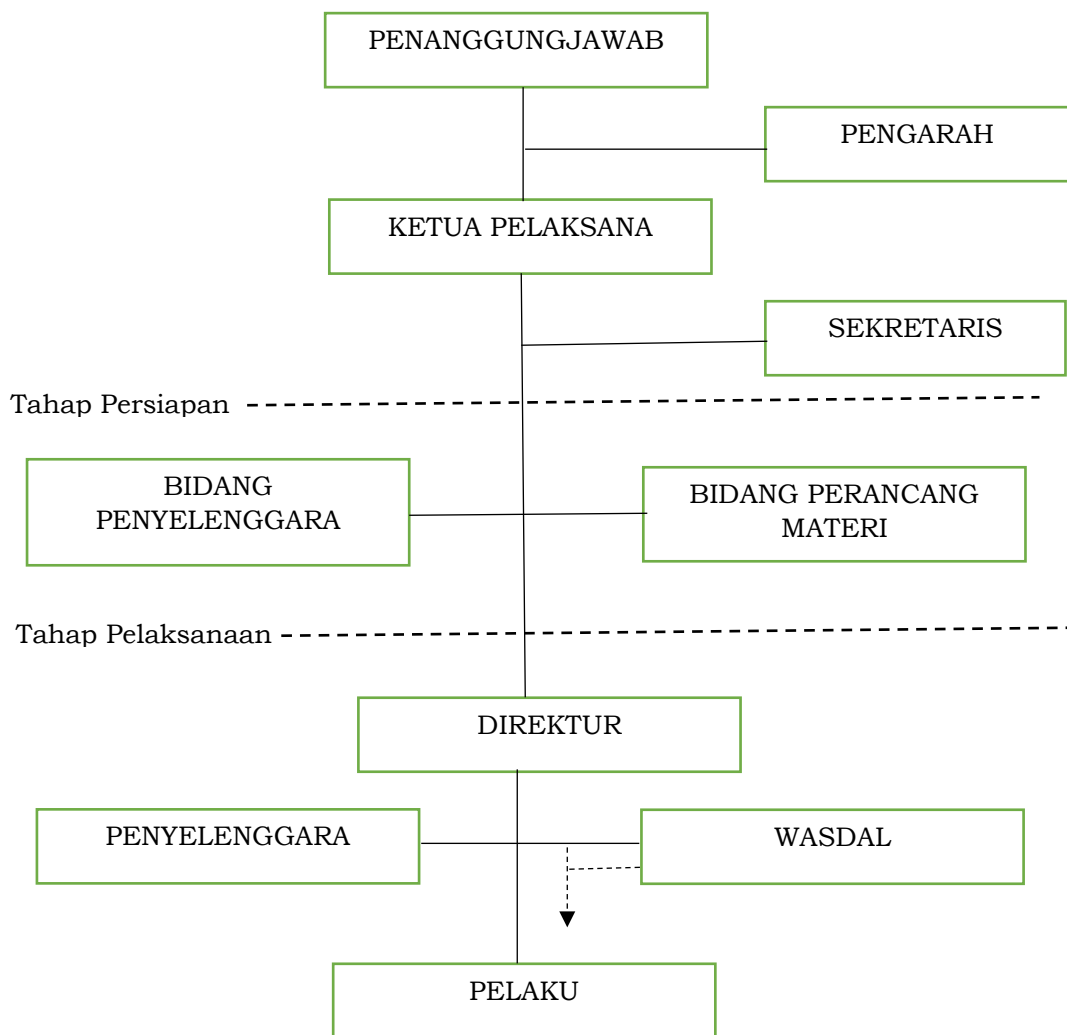 PENANGGUNGJAWAB
PENGARAH
KETUA PELAKSANA
SEKRETARIS
Tahap Persiapan
BIDANG
PENYELENGGARA
BIDANG PERANCANG
MATERI
Tahap Pelaksanaan
DIREKTUR
PENYELENGGARA
WASDAL
PELAKU